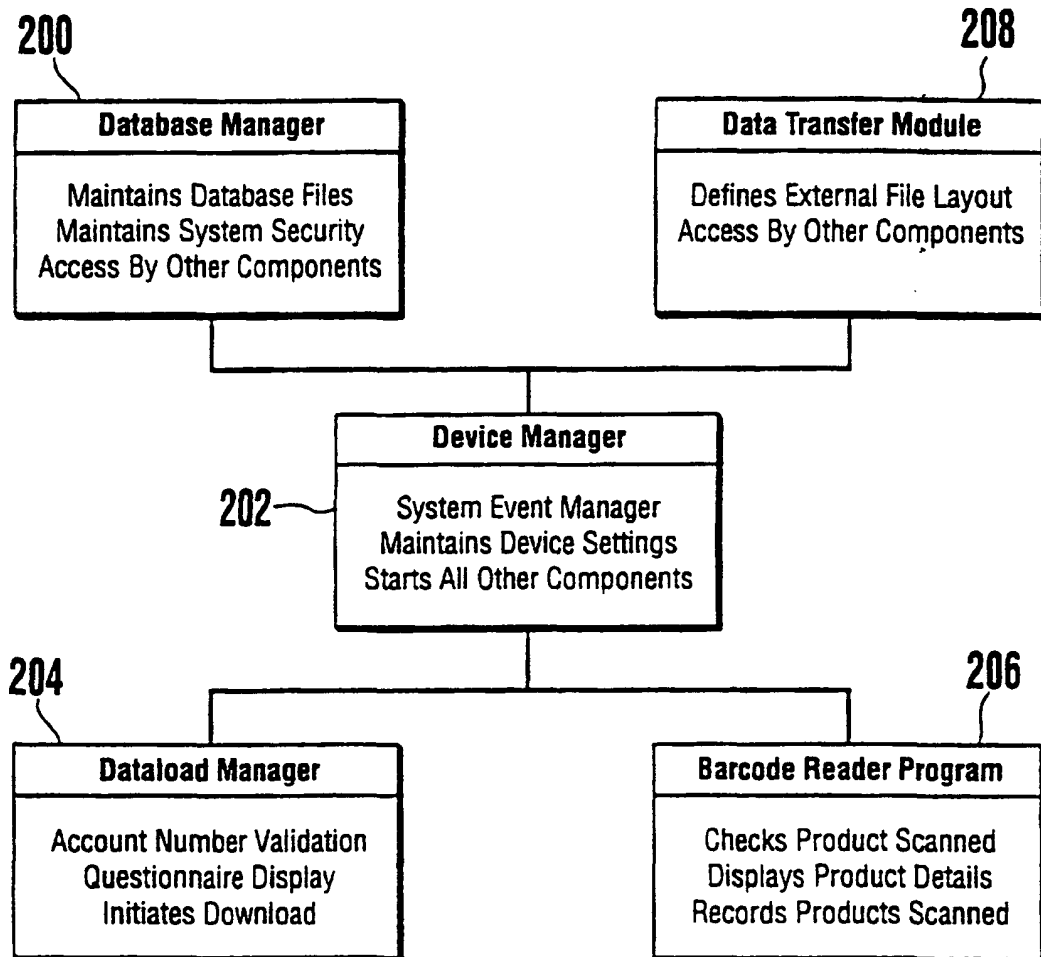 200
208
Database Manager
Maintains Database Files
Maintains System Security
Access By Other Components
Data Transfer Module
Defines External File Layout
Access By Other Components
Device Manager
202
System Event Manager
Maintains Device Settings
Starts All Other Components
204
206
Dataload Manager
Account Number Validation
Questionnaire Display
Initiates Download
Barcode Reader Program
Checks Product Scanned
Displays Product Details
Records Products Scanned